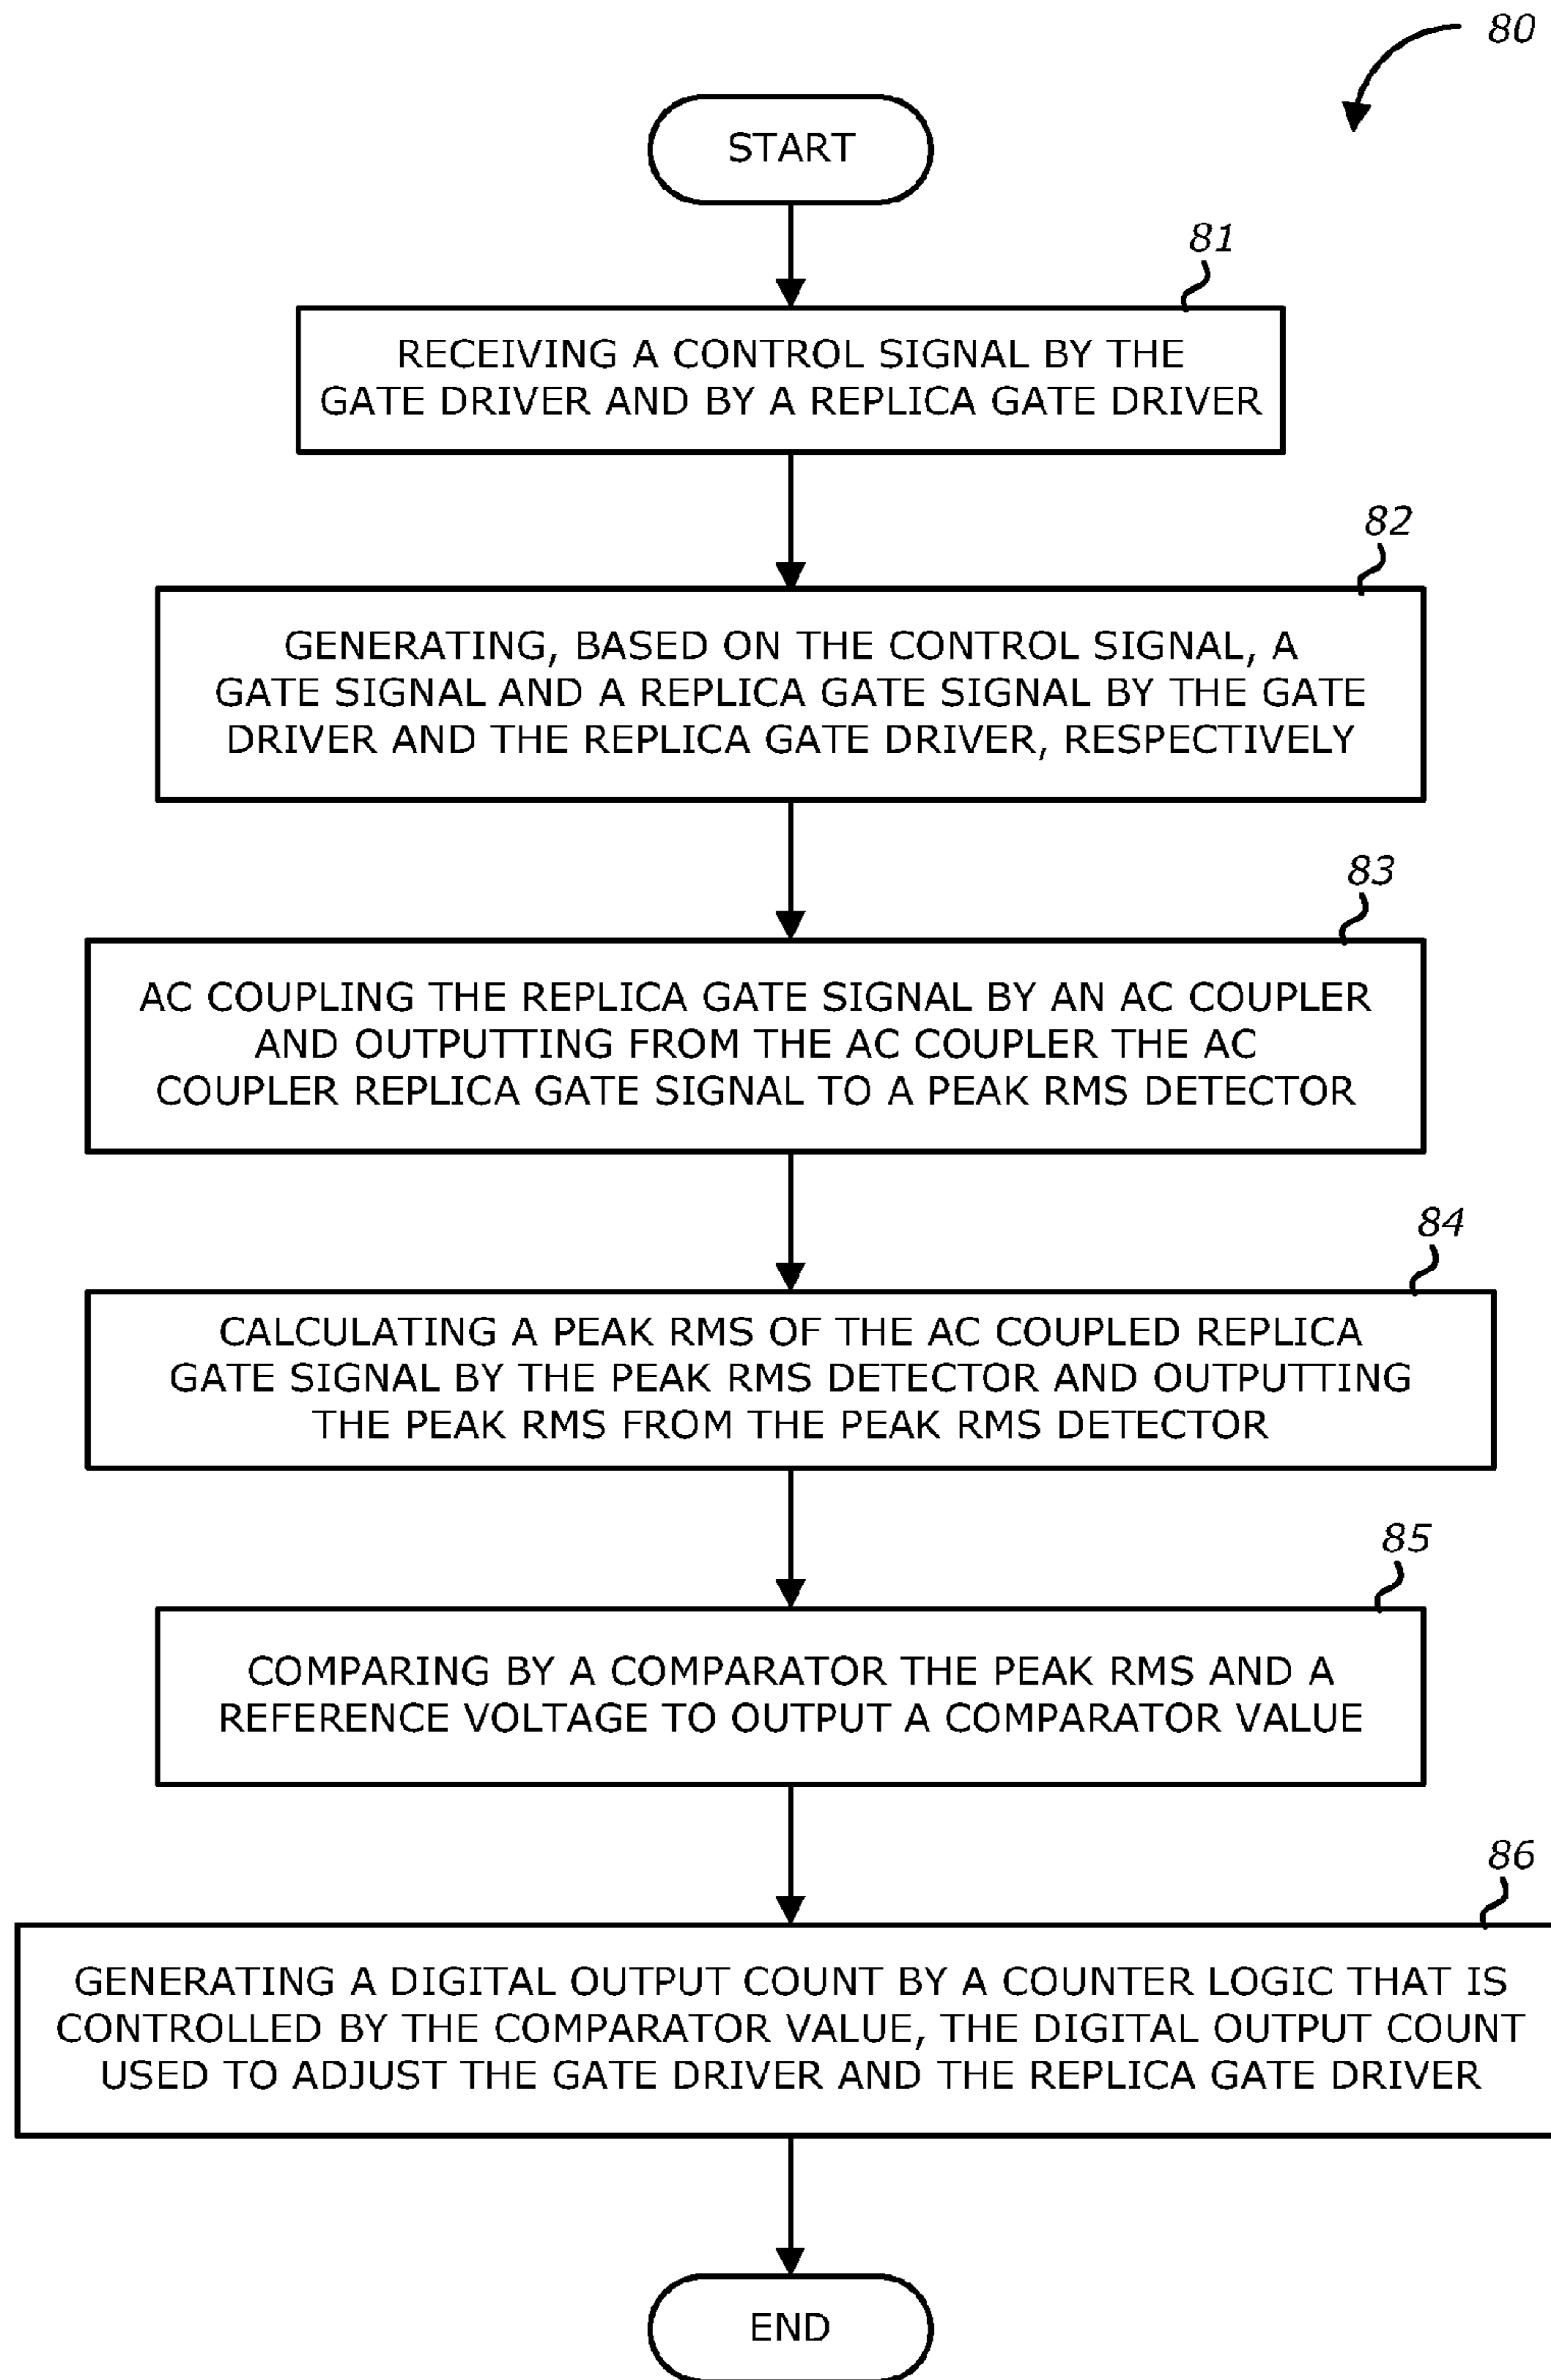 80
START
81
RECEIVING A CONTROL SIGNAL BY THE
GATE DRIVER AND BY A REPLICA GATE DRIVER
82
GENERATING, BASED ON THE CONTROL SIGNAL, A
GATE SIGNAL AND A REPLICA GATE SIGNAL BY THE GATE
DRIVER AND THE REPLICA GATE DRIVER, RESPECTIVELY
83
AC COUPLING THE REPLICA GATE SIGNAL BY AN AC COUPLER
AND OUTPUTTING FROM THE AC COUPLER THE AC
COUPLER REPLICA GATE SIGNAL TO A PEAK RMS DETECTOR
84
CALCULATING A PEAK RMS OF THE AC COUPLED REPLICA
GATE SIGNAL BY THE PEAK RMS DETECTOR AND OUTPUTTING
THE PEAK RMS FROM THE PEAK RMS DETECTOR
85
COMPARING BY A COMPARATOR THE PEAK RMS AND A
REFERENCE VOLTAGE TO OUTPUT A COMPARATOR VALUE
86
GENERATING A DIGITAL OUTPUT COUNT BY A COUNTER LOGIC THAT IS
CONTROLLED BY THE COMPARATOR VALUE, THE DIGITAL OUTPUT COUNT
USED TO ADJUST THE GATE DRIVER AND THE REPLICA GATE DRIVER
END